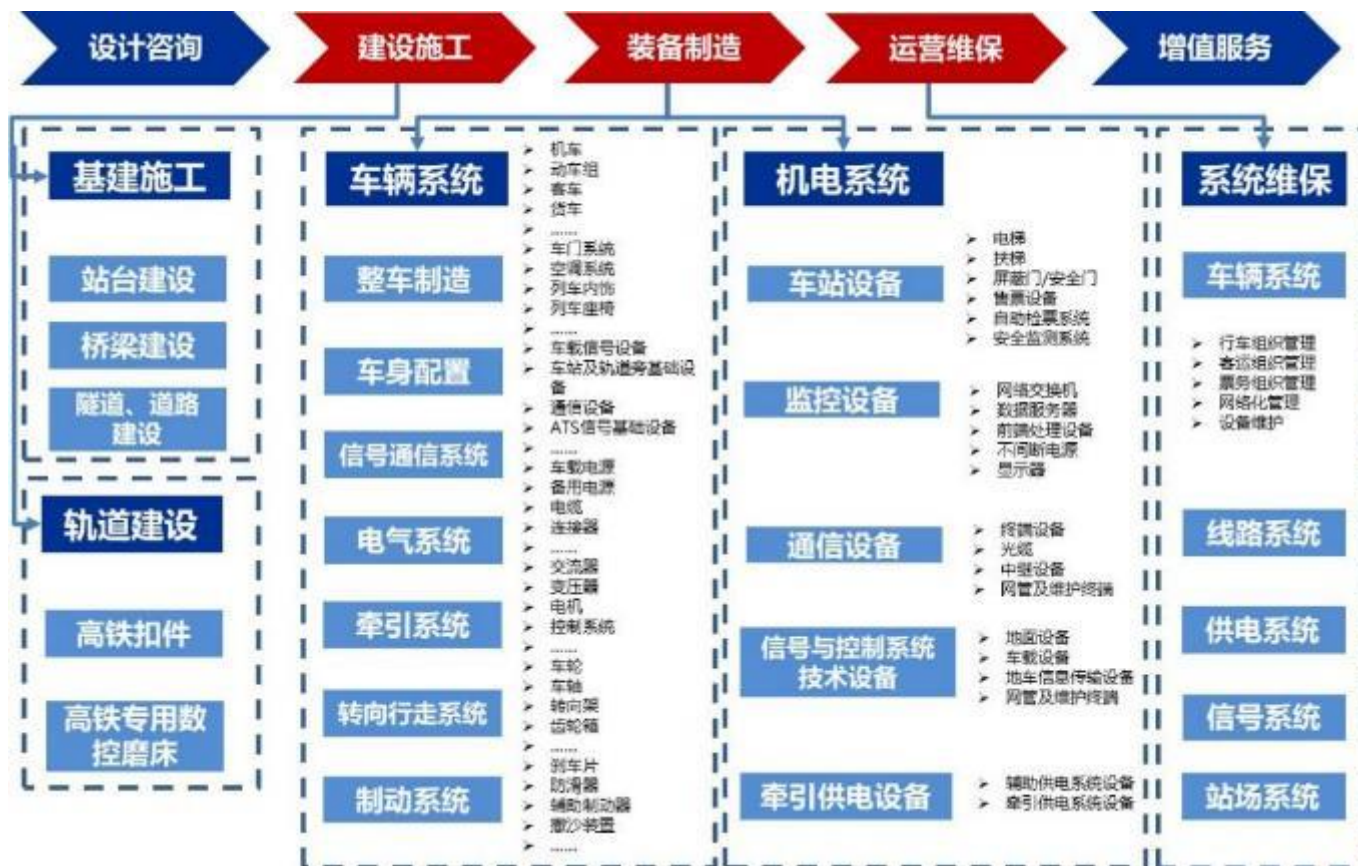 设计咨询
建设施工
装备制造
运营维保
增值服务
基建施工
站台建设
桥梁建设
隧道、道路
建设
轨道建设
高铁扣件
高铁专用数
控磨床
车辆系统
整车制造
车身配置
信号通信系统
电气系统
牵引系统
转向行走系统
制动系统
➢ 机车
➢ 动车组
➢ 客车
➢ 货车
➢ ......
➢ 车门系统
➢ 空调系统
➢ 列车内饰
➢ 列车座椅
➢ ......
➢ 车载信号设备
➢ 车站及轨道旁基础设
备
➢ 通信设备
➢ ATS信号基础设备
➢ ......
➢ 车载电源
➢ 备用电源
➢ 电缆
➢ 连接器
➢ ......
➢ 交流器
➢ 变压器
➢ 电机
➢ 控制系统
➢ ......
➢ 车轮
➢ 车轴
➢ 转向架
➢ 齿轮箱
➢ ......
➢ 刹车片
➢ 防滑器
➢ 辅助制动器
➢ 撒沙装置
➢ ......
机电系统
车站设备
➢ 电梯
➢ 扶梯
➢ 屏蔽门/安全门
➢ 售票设备
➢ 自动检票系统
➢ 安全监测系统
监控设备
➢ 网络交换机
➢ 数据服务器
➢ 前端处理设备
➢ 不间断电源
➢ 显示器
通信设备
➢ 终端设备
➢ 光缆
➢ 中继设备
➢ 网管及维护终端
信号与控制系统
技术设备
➢ 地面设备
➢ 车载设备
➢ 地车信息传输设备
➢ 网管及维护终端
牵引供电设备
➢ 辅助供电系统设备
➢ 牵引供电系统设备
系统维保
车辆系统
➢ 行车组织管理
➢ 客运组织管理
➢ 票务组织管理
➢ 网络化管理
➢ 设备维护
线路系统
供电系统
信号系统
站场系统